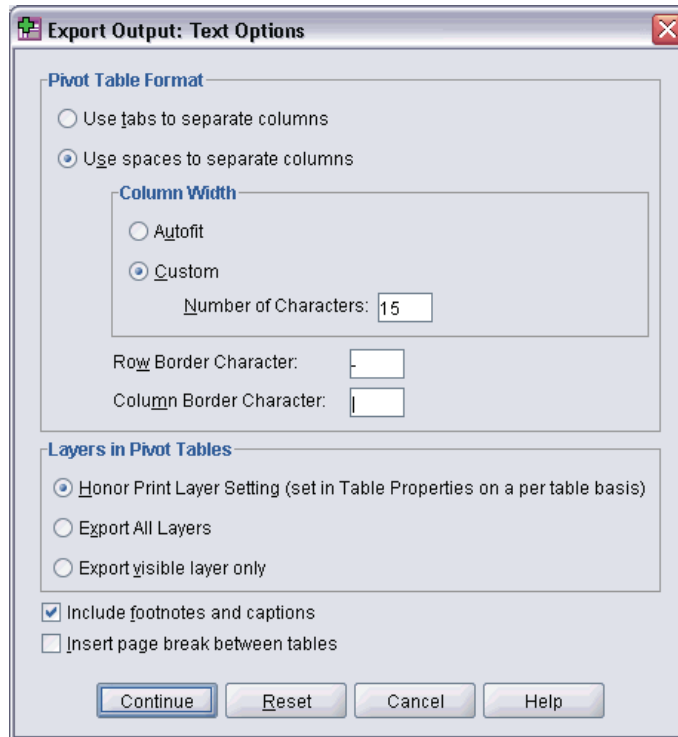 Export Output: Text Options
Pivot Table Format
Use tabs to separate columns
Use spaces to separate columns
Column Width
Autofit
Custom
Number of Characters: 15
Row Border Character: -
Column Border Character: |
Layers in Pivot Tables
Honor Print Layer Setting (set in Table Properties on a per table basis)
Export All Layers
Export visible layer only
Include footnotes and captions
Insert page break between tables
Continue Reset Cancel Help